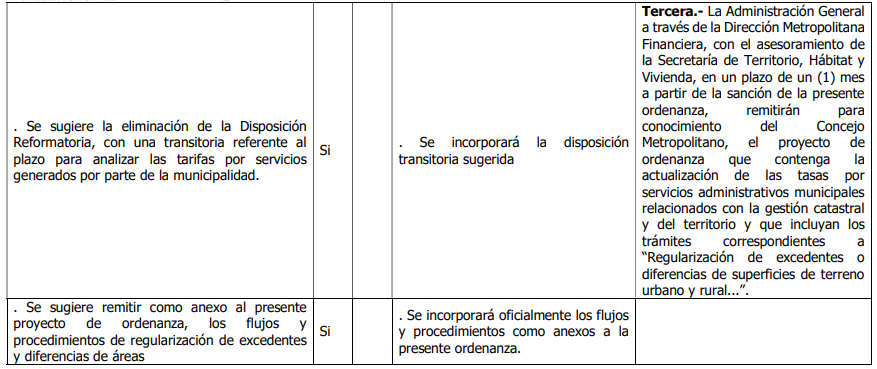 . Se sugiere la eliminación de la Disposición
Reformatoria, con una transitoria referente al
plazo para analizar las tarifas por servicios
generados por parte de la municipalidad.
Si
. Se incorporará la disposición
transitoria sugerida
Tercera.- La Administración General
a través de la Dirección Metropolitana
Financiera, con el asesoramiento de
la Secretaría de Territorio, Hábitat y
Vivienda, en un plazo de un (1) mes
a partir de la sanción de la presente
ordenanza, remitirán para
conocimiento del Concejo
Metropolitano, el proyecto de
ordenanza que contenga la
actualización de las tasas por
servicios administrativos municipales
relacionados con la gestión catastral
y del territorio y que incluyan los
trámites correspondientes a
“Regularización de excedentes o
diferencias de superficies de terreno
urbano y rural...”.
. Se sugiere remitir como anexo al presente
proyecto de ordenanza, los flujos y
procedimientos de regularización de excedentes
y diferencias de áreas
Si
. Se incorporará oficialmente los flujos
y procedimientos como anexos a la
presente ordenanza.